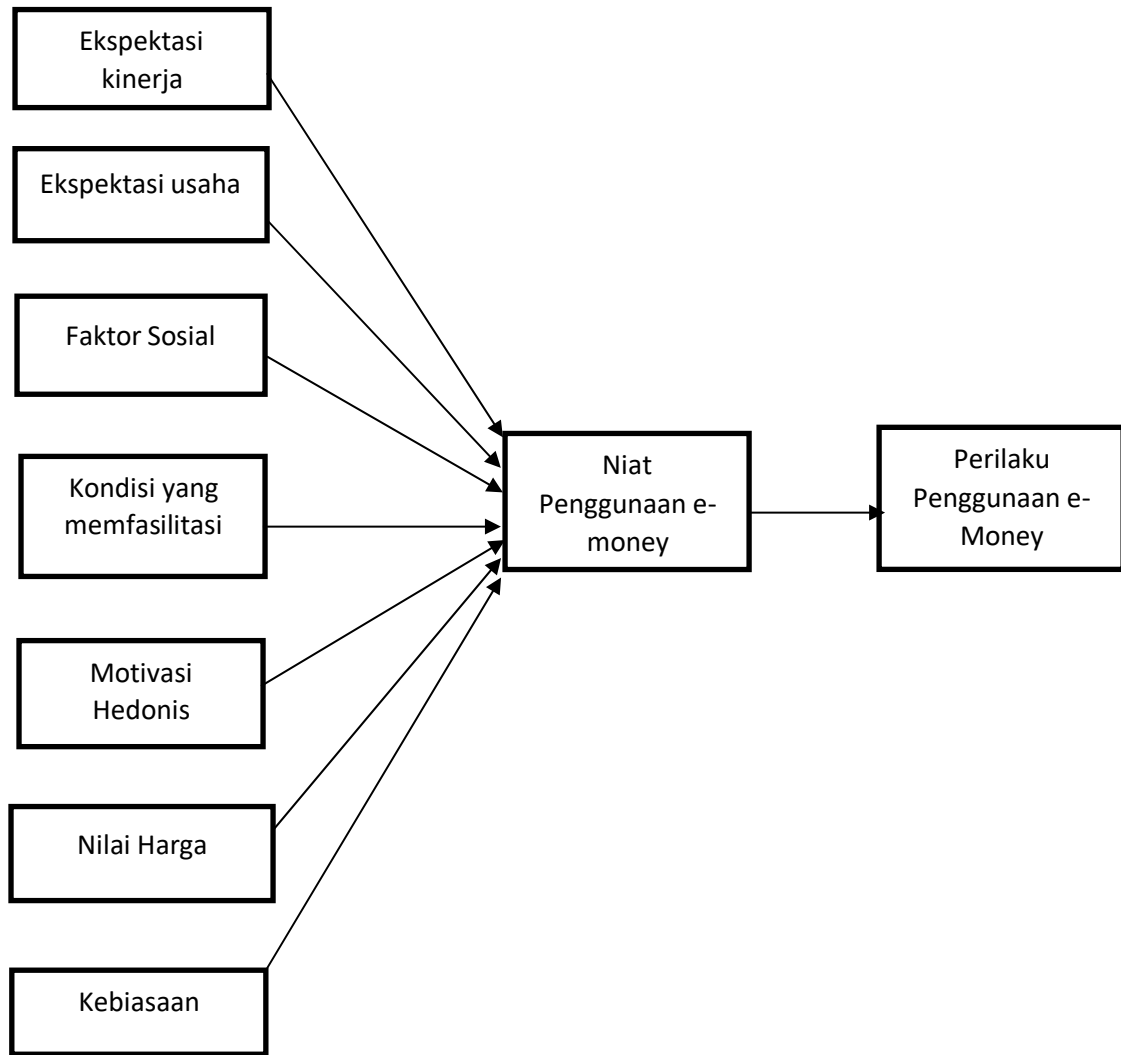 Ekspektasi
kinerja
Ekspektasi usaha
Faktor Sosial
Kondisi yang
memfasilitasi
Motivasi
Hedonis
Nilai Harga
Kebiasaan
Niat
Penggunaan e-
money
Perilaku
Penggunaan e-
Money